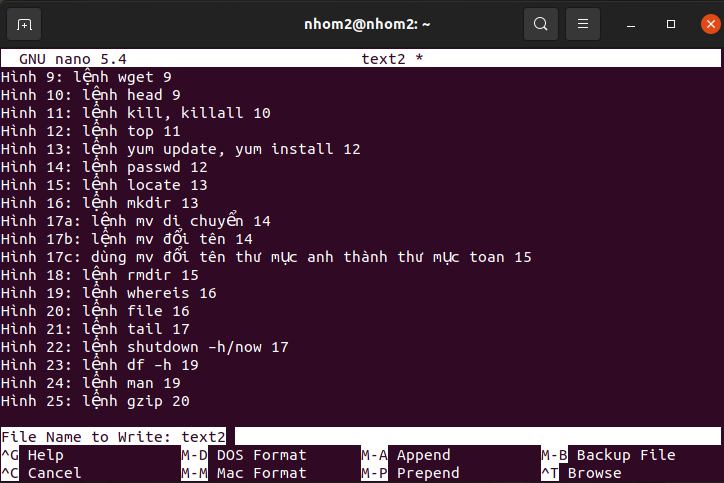 nhom2@nhom2: ~
GNU nano 5.4 text2 *
Hình 9: lệnh wget 9
Hình 10: lệnh head 9
Hình 11: lệnh kill, killall 10
Hình 12: lệnh top 11
Hình 13: lệnh yum update, yum install 12
Hình 14: lệnh passwd 12
Hình 15: lệnh locate 13
Hình 16: lệnh mkdir 13
Hình 17a: lệnh mv di chuyển 14
Hình 17b: lệnh mv đổi tên 14
Hình 17c: dùng mv đổi tên thư mục anh thành thư mục toan 15
Hình 18: lệnh rmdir 15
Hình 19: lệnh whereis 16
Hình 20: lệnh file 16
Hình 21: lệnh tail 17
Hình 22: lệnh shutdown –h/now 17
Hình 23: lệnh df –h 19
Hình 24: lệnh man 19
Hình 25: lệnh gzip 20
File Name to Write: text2
^G Help M-D DOS Format M-A Append M-B Backup File
^C Cancel M-M Mac Format M-P Prepend ^T Browse